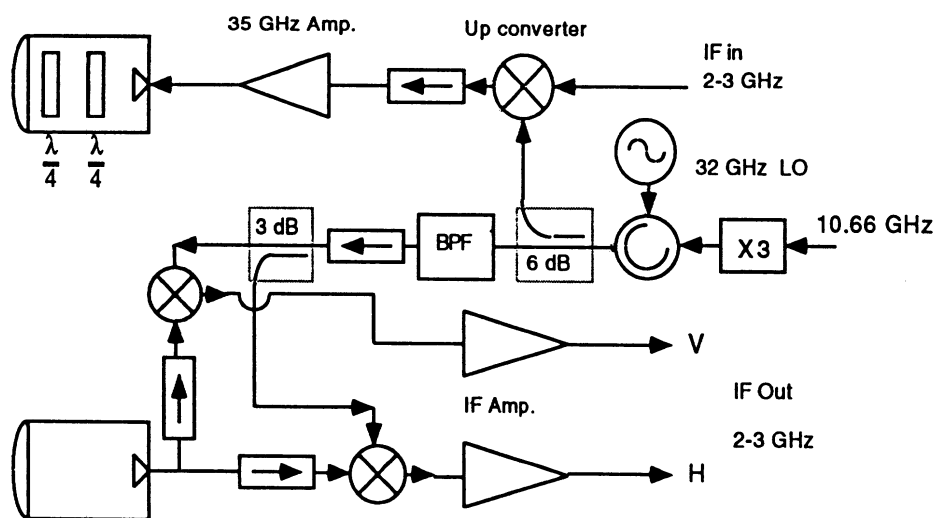 35 GHz Amp.
Up converter
IF in
2-3 GHz
λ/4
λ/4
32 GHz LO
3 dB
BPF
6 dB
X3
10.66 GHz
V
IF Amp.
IF Out
2-3 GHz
H